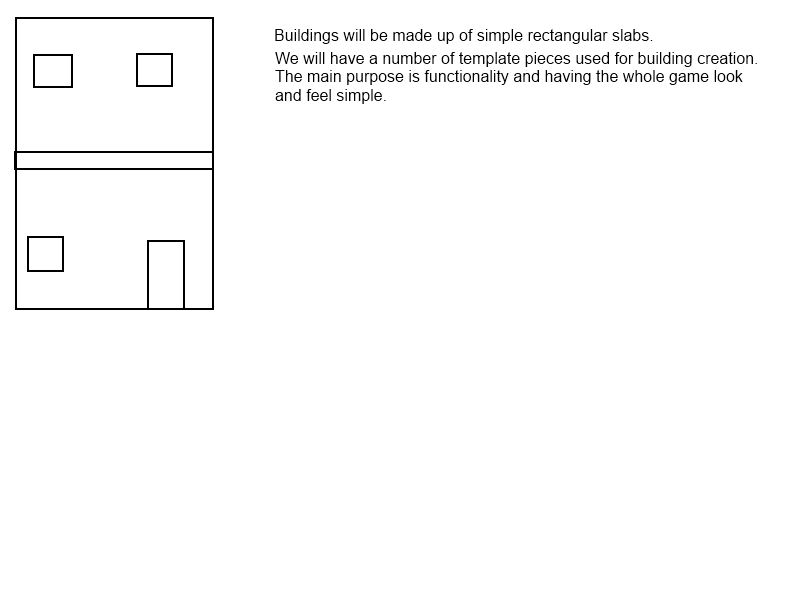 Buildings will be made up of simple rectangular slabs.
We will have a number of template pieces used for building creation.
The main purpose is functionality and having the whole game look
and feel simple.